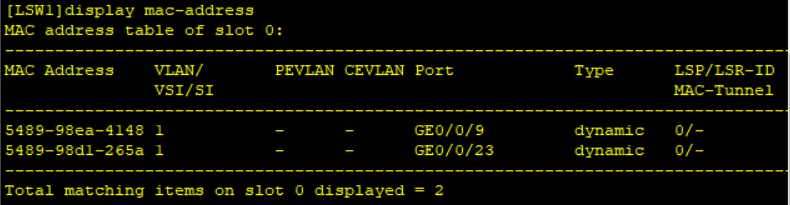 [LSW1]display mac-address
MAC address table of slot 0:
-------------------------------------------------------------------------------
MAC Address    VLAN/       PEVLAN CEVLAN Port            Type      LSP/LSR-ID
               VSI/SI                                              MAC-Tunnel
-------------------------------------------------------------------------------
5489-98ea-4148 1           -      -      GE0/0/9         dynamic   0/-
5489-98d1-265a 1           -      -      GE0/0/23        dynamic   0/-
-------------------------------------------------------------------------------
Total matching items on slot 0 displayed = 2